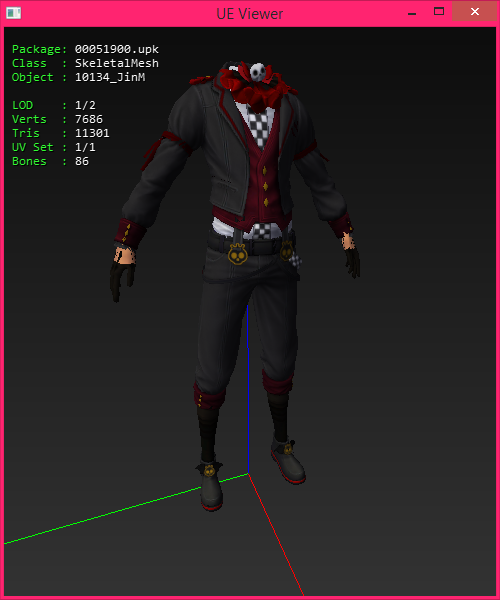 UE Viewer
Package: 00051900.upk
Class  : SkeletalMesh
Object : 10134_JinM
LOD    : 1/2
Verts  : 7686
Tris   : 11301
UV Set : 1/1
Bones  : 86